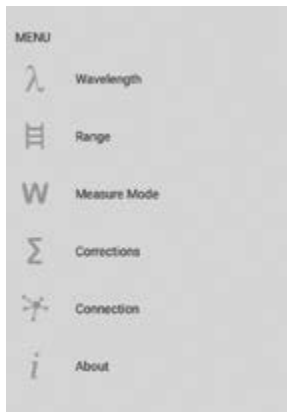 MENU
λ Wavelength
Range
W Measure Mode
Σ Corrections
Connection
i About